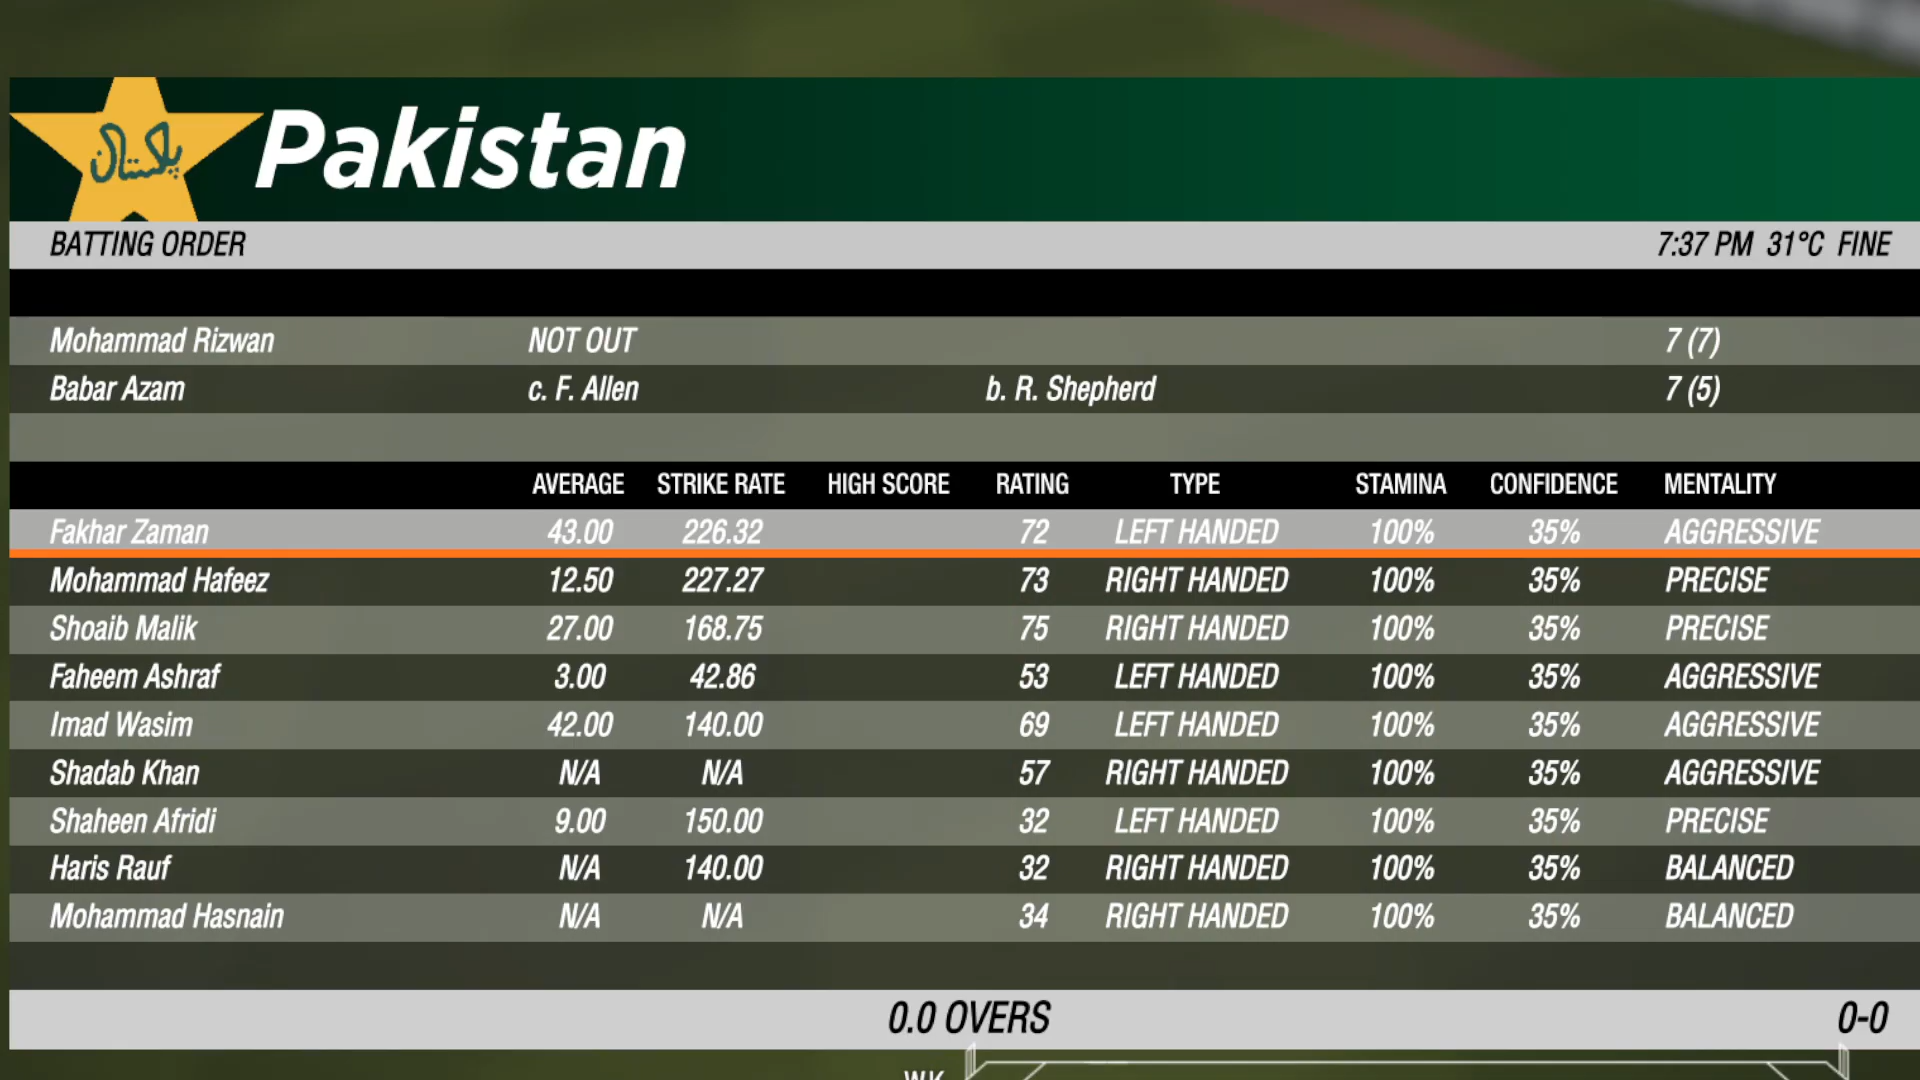 پاکستان
Pakistan
BATTING ORDER 7:37 PM 31°C FINE
Mohammad Rizwan NOT OUT 7 (7)
Babar Azam c. F. Allen b. R. Shepherd 7 (5)
AVERAGE STRIKE RATE HIGH SCORE RATING TYPE STAMINA CONFIDENCE MENTALITY
Fakhar Zaman 43.00 226.32 72 LEFT HANDED 100% 35% AGGRESSIVE
Mohammad Hafeez 12.50 227.27 73 RIGHT HANDED 100% 35% PRECISE
Shoaib Malik 27.00 168.75 75 RIGHT HANDED 100% 35% PRECISE
Faheem Ashraf 3.00 42.86 53 LEFT HANDED 100% 35% AGGRESSIVE
Imad Wasim 42.00 140.00 69 LEFT HANDED 100% 35% AGGRESSIVE
Shadab Khan N/A N/A 57 RIGHT HANDED 100% 35% AGGRESSIVE
Shaheen Afridi 9.00 150.00 32 LEFT HANDED 100% 35% PRECISE
Haris Rauf N/A 140.00 32 RIGHT HANDED 100% 35% BALANCED
Mohammad Hasnain N/A N/A 34 RIGHT HANDED 100% 35% BALANCED
0.0 OVERS 0-0
WK